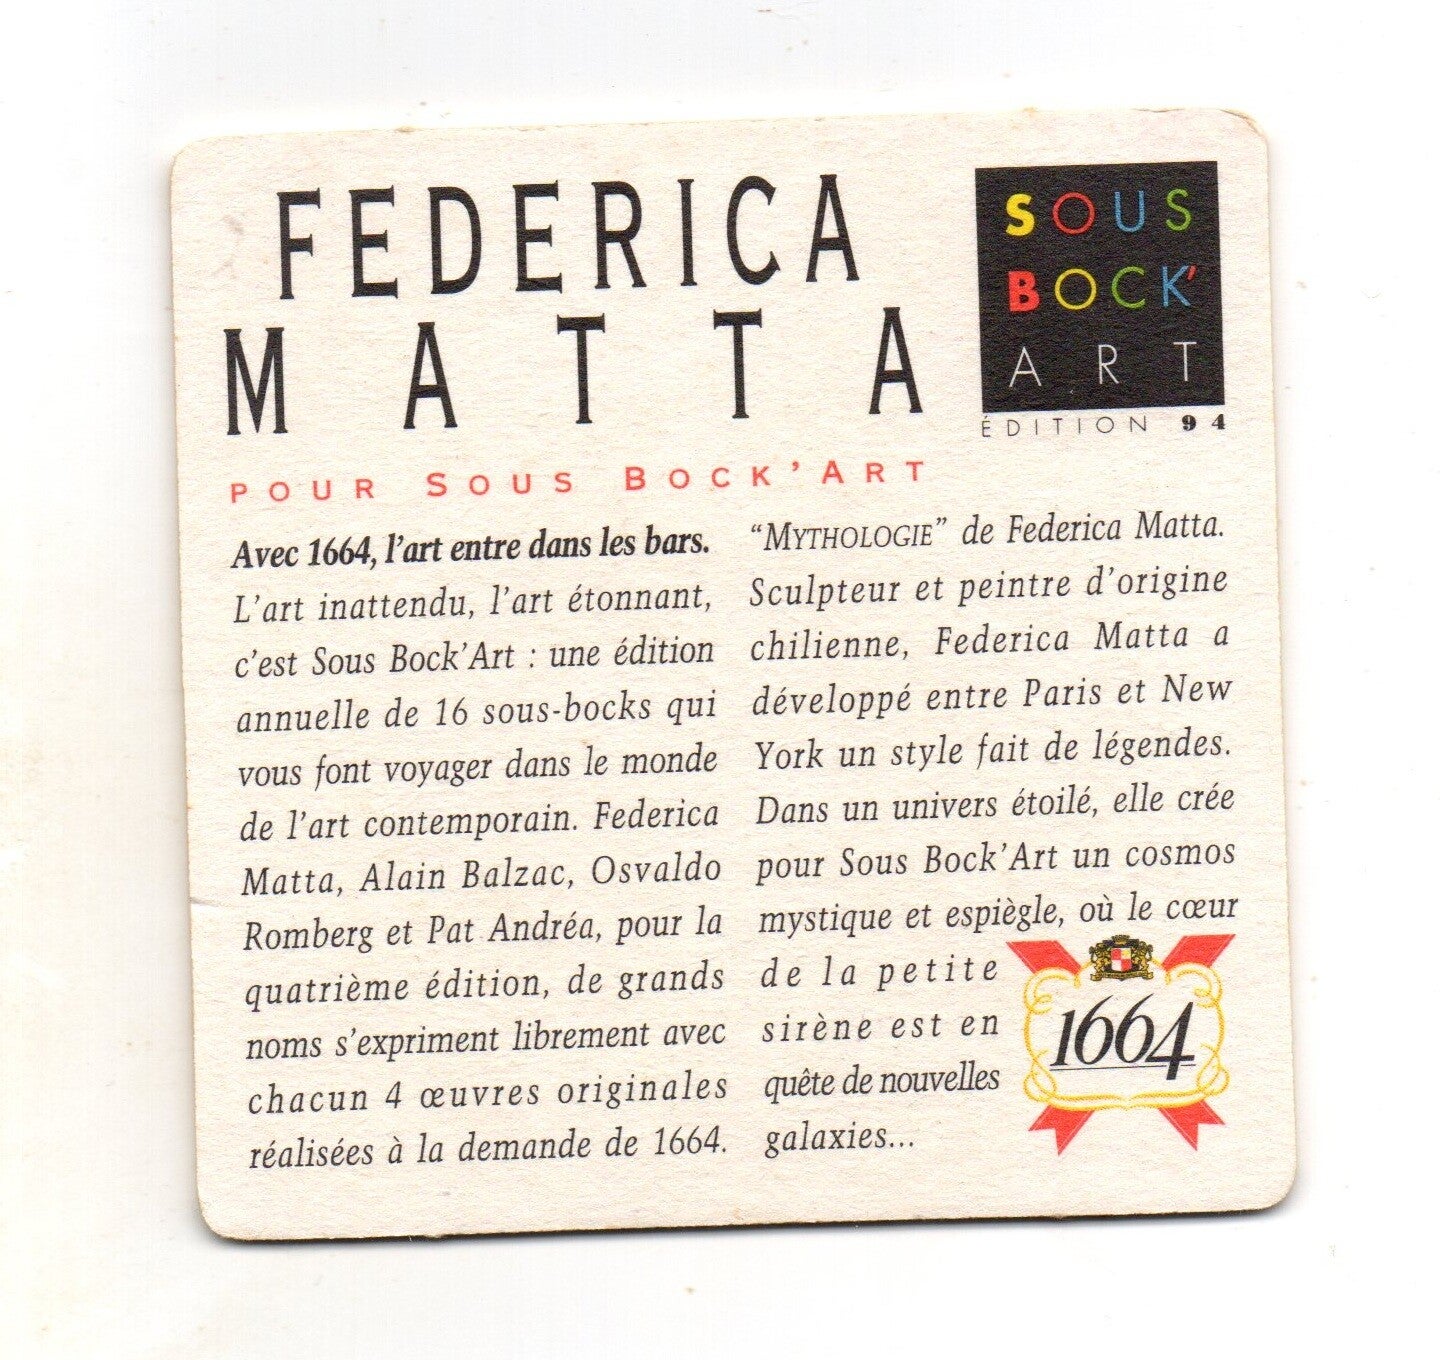 FEDERICA
MATTA
POUR SOUS BOCK'ART
SOUS
BOCK'
ART
ÉDITION 94
Avec 1664, l'art entre dans les bars.
L'art inattendu, l'art étonnant,
c'est Sous Bock'Art : une édition
annuelle de 16 sous-bocks qui
vous font voyager dans le monde
de l'art contemporain. Federica
Matta, Alain Balzac, Osvaldo
Romberg et Pat Andréa, pour la
quatrième édition, de grands
noms s'expriment librement avec
chacun 4 œuvres originales
réalisées à la demande de 1664.
“MYTHOLOGIE” de Federica Matta.
Sculpteur et peintre d'origine
chilienne, Federica Matta a
développé entre Paris et New
York un style fait de légendes.
Dans un univers étoilé, elle crée
pour Sous Bock'Art un cosmos
mystique et espiègle, où le cœur
de la petite
sirène est en
quête de nouvelles
galaxies...
1664